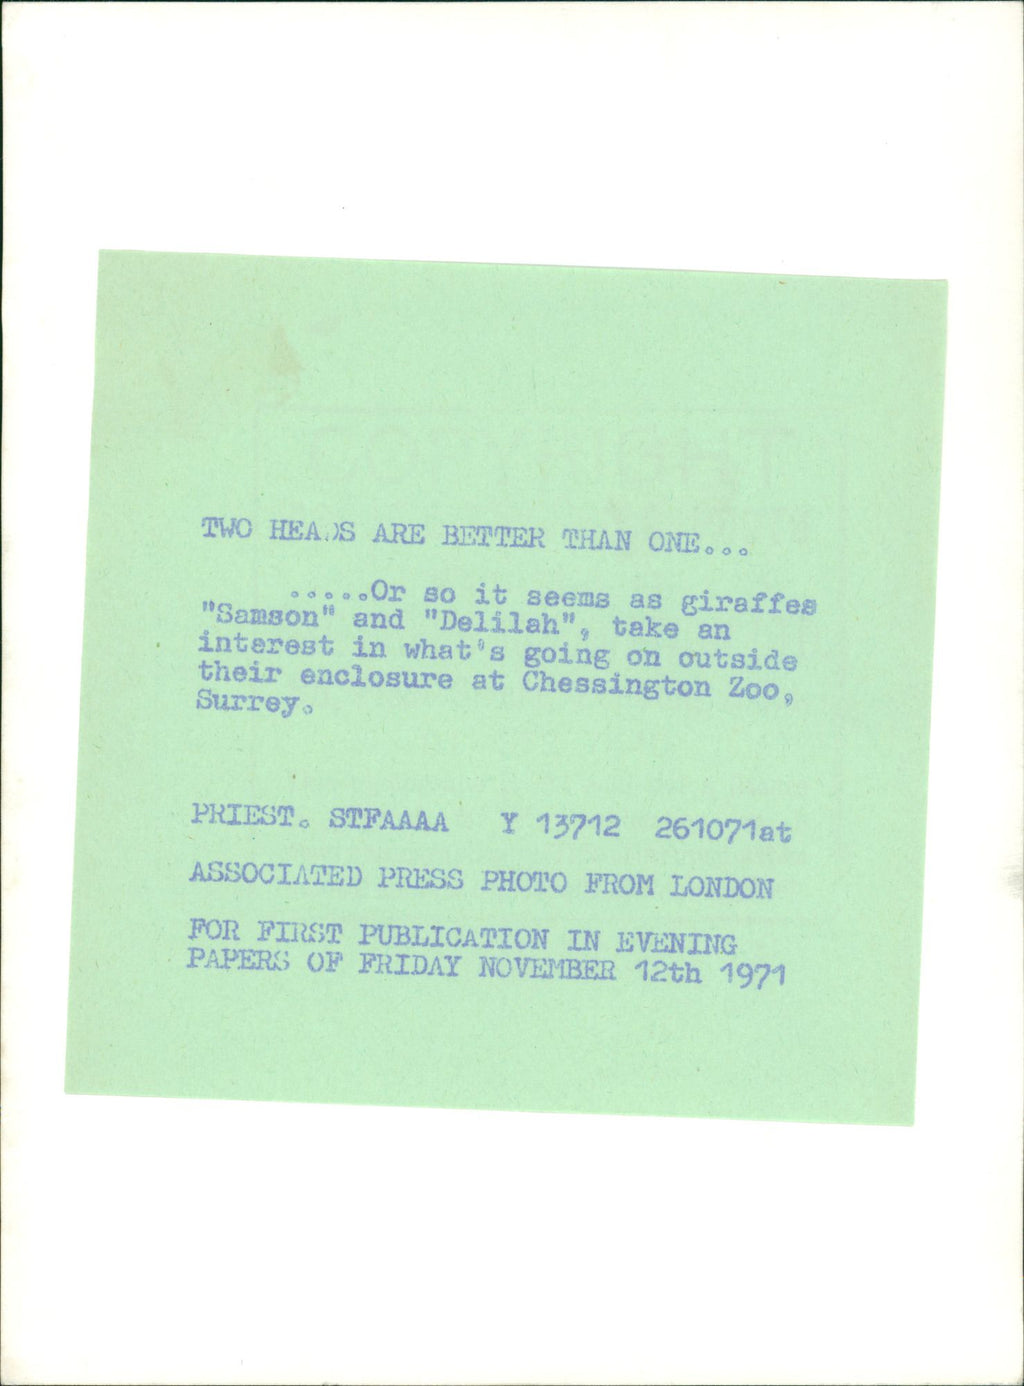 TWO HEADS ARE BETTER THAN ONE...
.....Or so it seems as giraffes
"Samson" and "Delilah", take an
interest in what's going on outside
their enclosure at Chessington Zoo,
Surrey.
PRIEST. STFAAAA Y 13712 261071at
ASSOCIATED PRESS PHOTO FROM LONDON
FOR FIRST PUBLICATION IN EVENING
PAPERS OF FRIDAY NOVEMBER 12th 1971